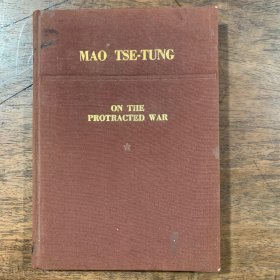 MAO TSE-TUNG
ON THE
PROTRACTED WAR